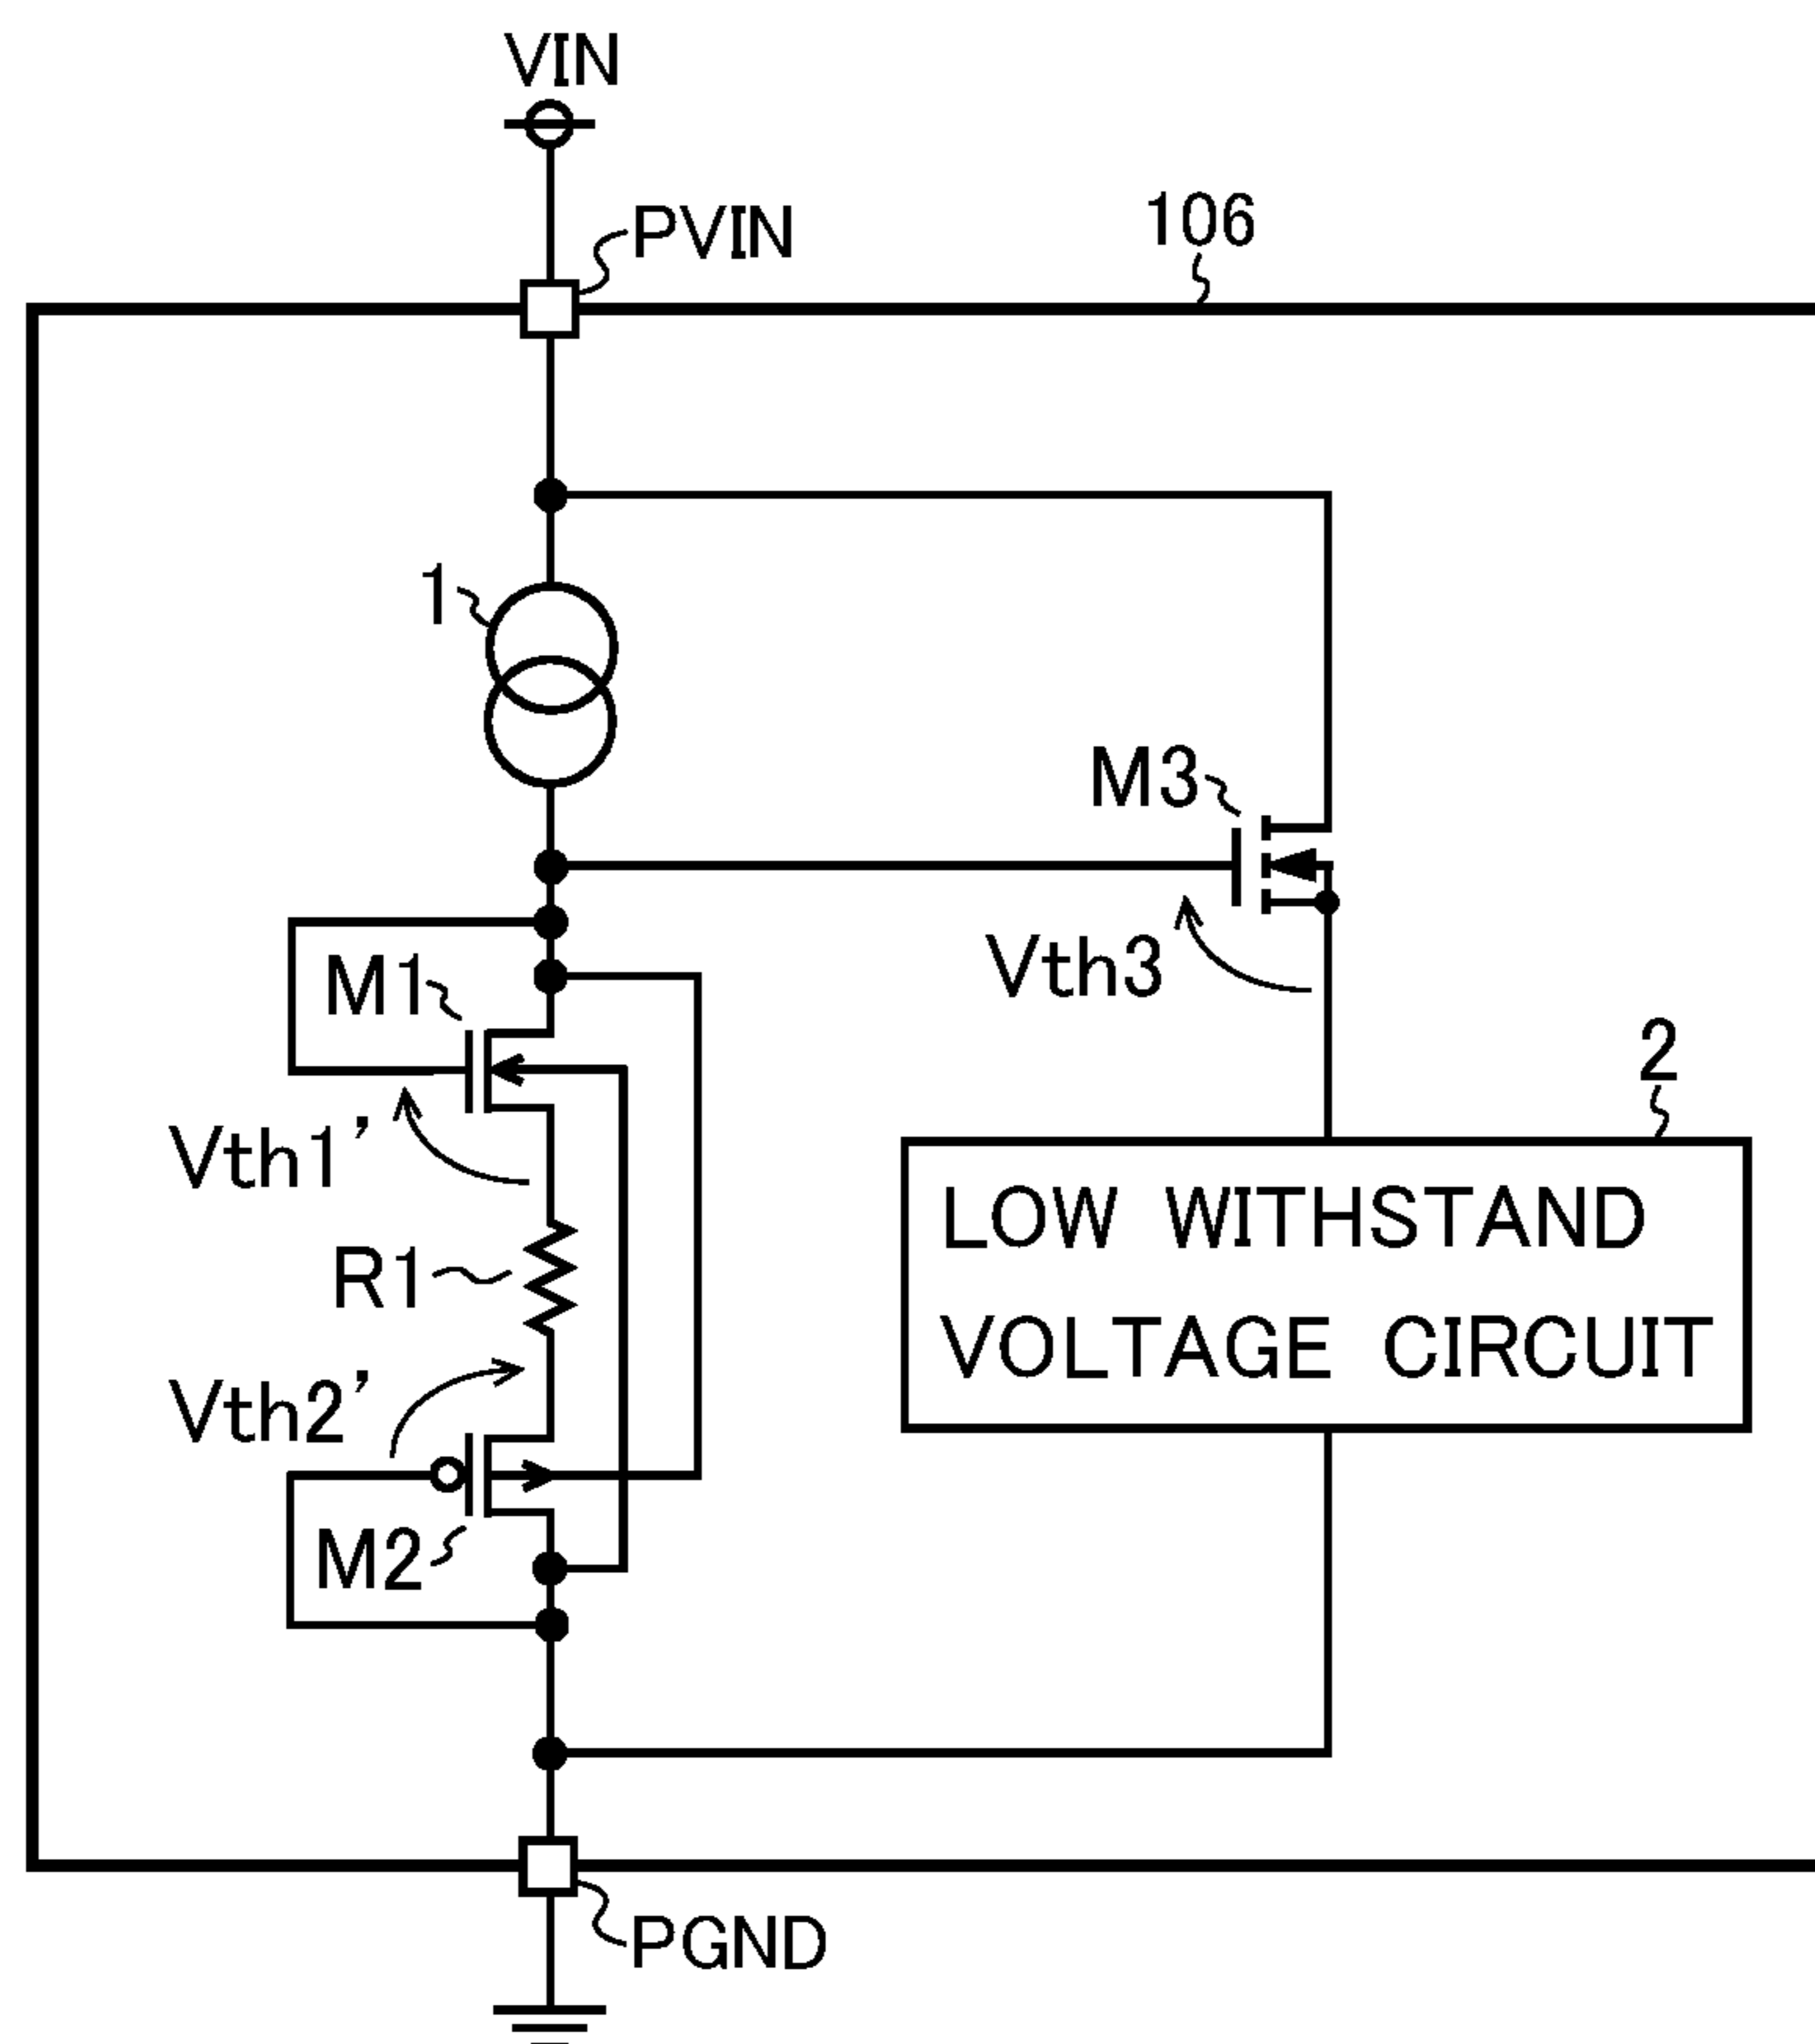 VIN
PVIN
106
1
M3
Vth3
M1
Vth1’
2
LOW WITHSTAND
VOLTAGE CIRCUIT
R1
Vth2’
M2
PGND